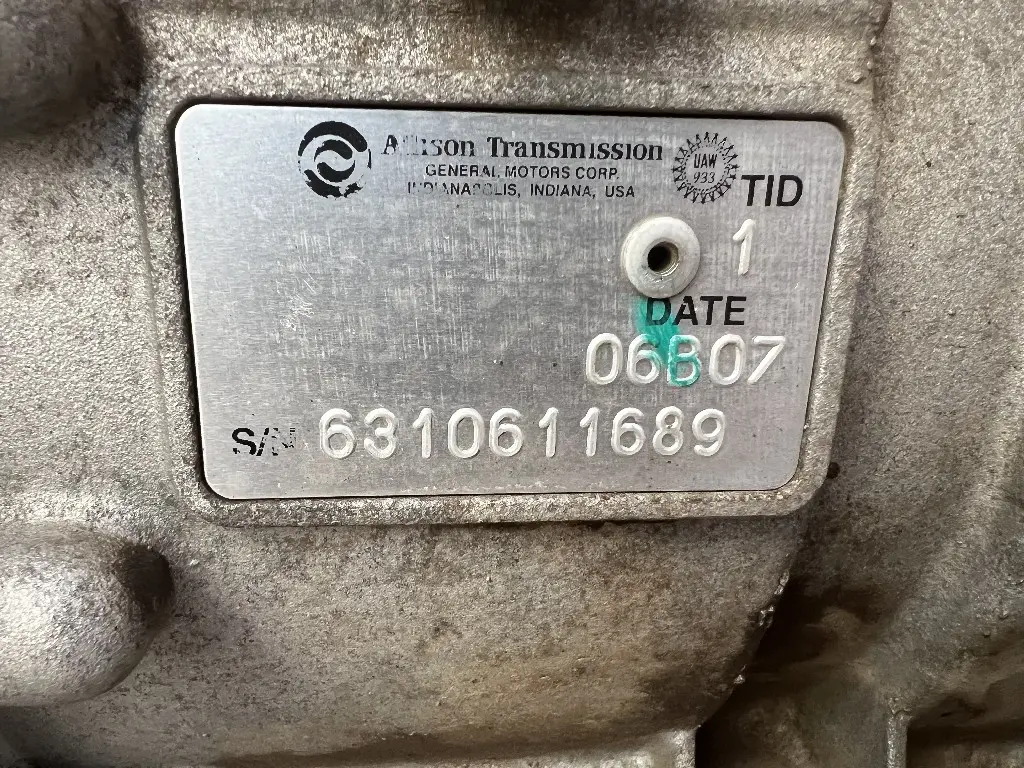 Allison Transmission
GENERAL MOTORS CORP.
INDIANAPOLIS, INDIANA, USA
UAW
933
TID
1
DATE
06B07
S/N 6310611689